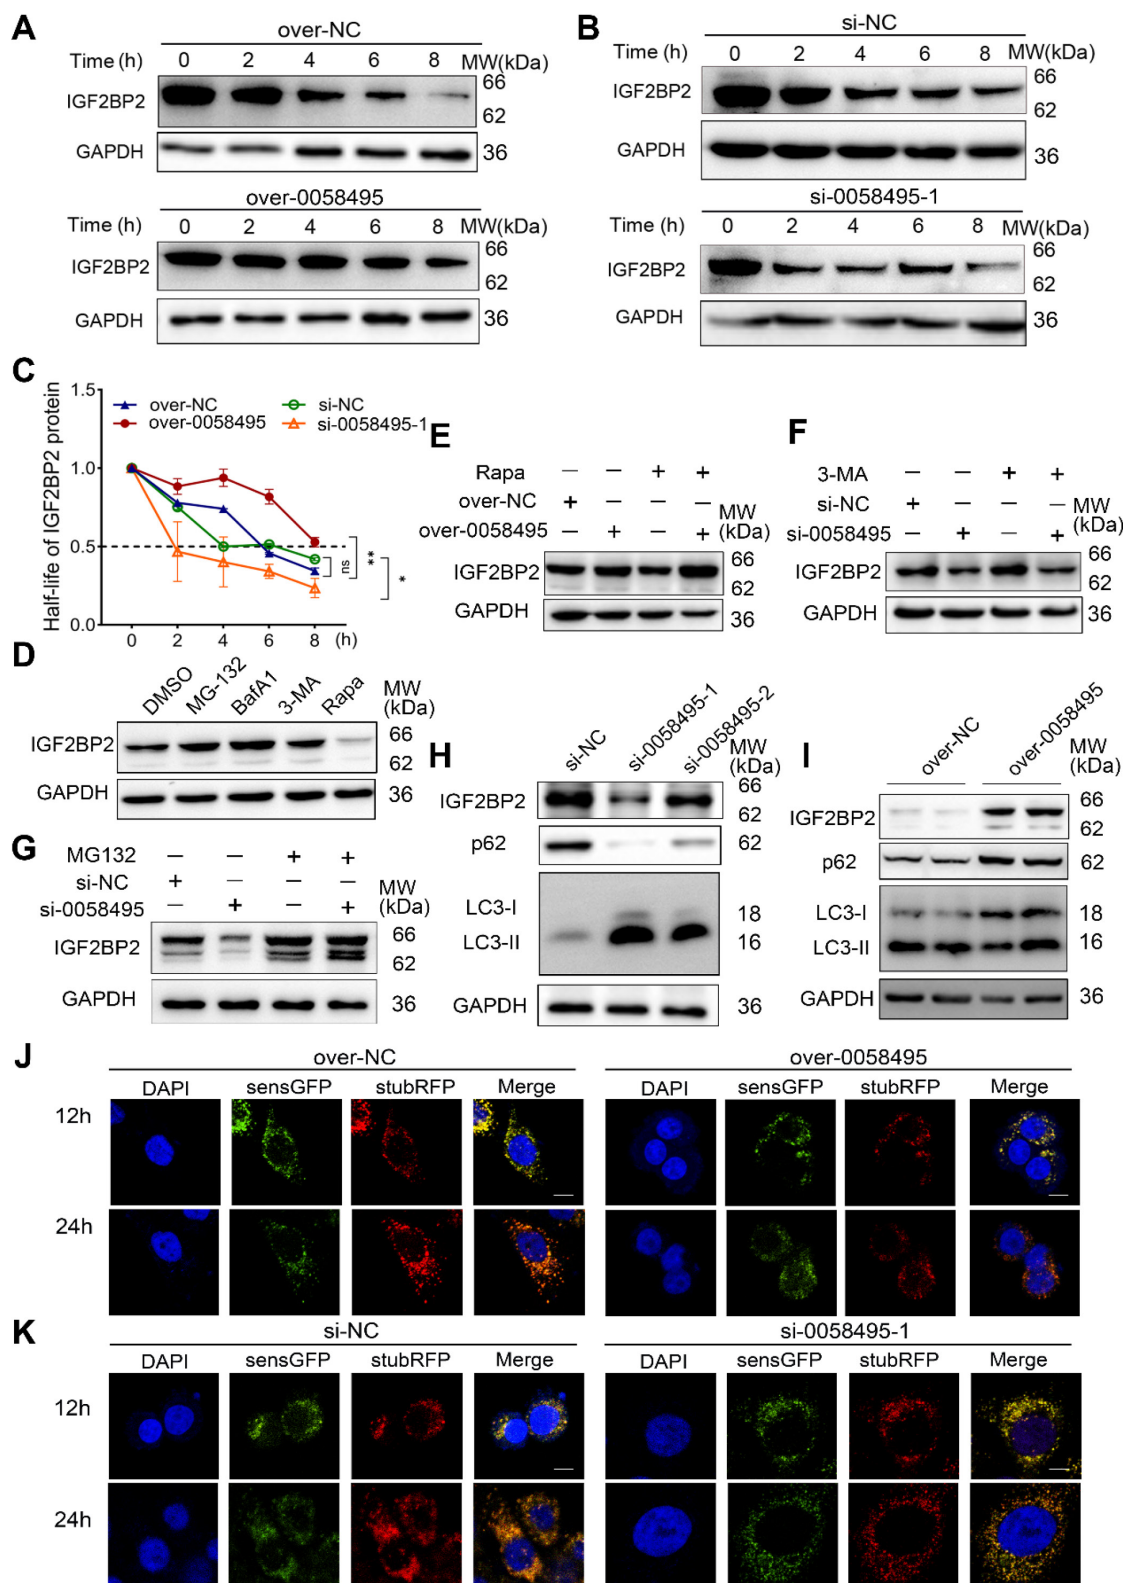 A
over-NC
Time (h) 0 2 4 6 8 MW(kDa)
IGF2BP2 66
62
GAPDH 36
over-0058495
Time (h) 0 2 4 6 8 MW(kDa)
IGF2BP2 66
62
GAPDH 36
B
si-NC
Time (h) 0 2 4 6 8 MW(kDa)
IGF2BP2 66
62
GAPDH 36
si-0058495-1
Time (h) 0 2 4 6 8 MW(kDa)
IGF2BP2 66
62
GAPDH 36
C
Half-life of IGF2BP2 protein
1.5
1.0
0.5
0.0
over-NC si-NC
over-0058495 si-0058495-1
ns
**
*
0 2 4 6 8 (h)
D
DMSO MG-132 BafA1 3-MA Rapa MW (kDa)
IGF2BP2 66
62
GAPDH 36
E
Rapa — — + +
over-NC + — + —
over-0058495 — + — +
MW (kDa)
IGF2BP2 66
62
GAPDH 36
F
3-MA — — + +
si-NC + — + —
si-0058495 — + — +
MW (kDa)
IGF2BP2 66
62
GAPDH 36
G
MG132 — — + +
si-NC + — — —
si-0058495 — + — +
MW (kDa)
IGF2BP2 66
62
GAPDH 36
H
si-NC si-0058495-1 si-0058495-2 MW (kDa)
IGF2BP2 66
62
p62 62
LC3-I 18
LC3-II 16
GAPDH 36
I
over-NC over-0058495 MW (kDa)
IGF2BP2 66
62
p62 62
LC3-I 18
LC3-II 16
GAPDH 36
J
over-NC over-0058495
DAPI sensGFP stubRFP Merge DAPI sensGFP stubRFP Merge
12h
24h
K
si-NC si-0058495-1
DAPI sensGFP stubRFP Merge DAPI sensGFP stubRFP Merge
12h
24h